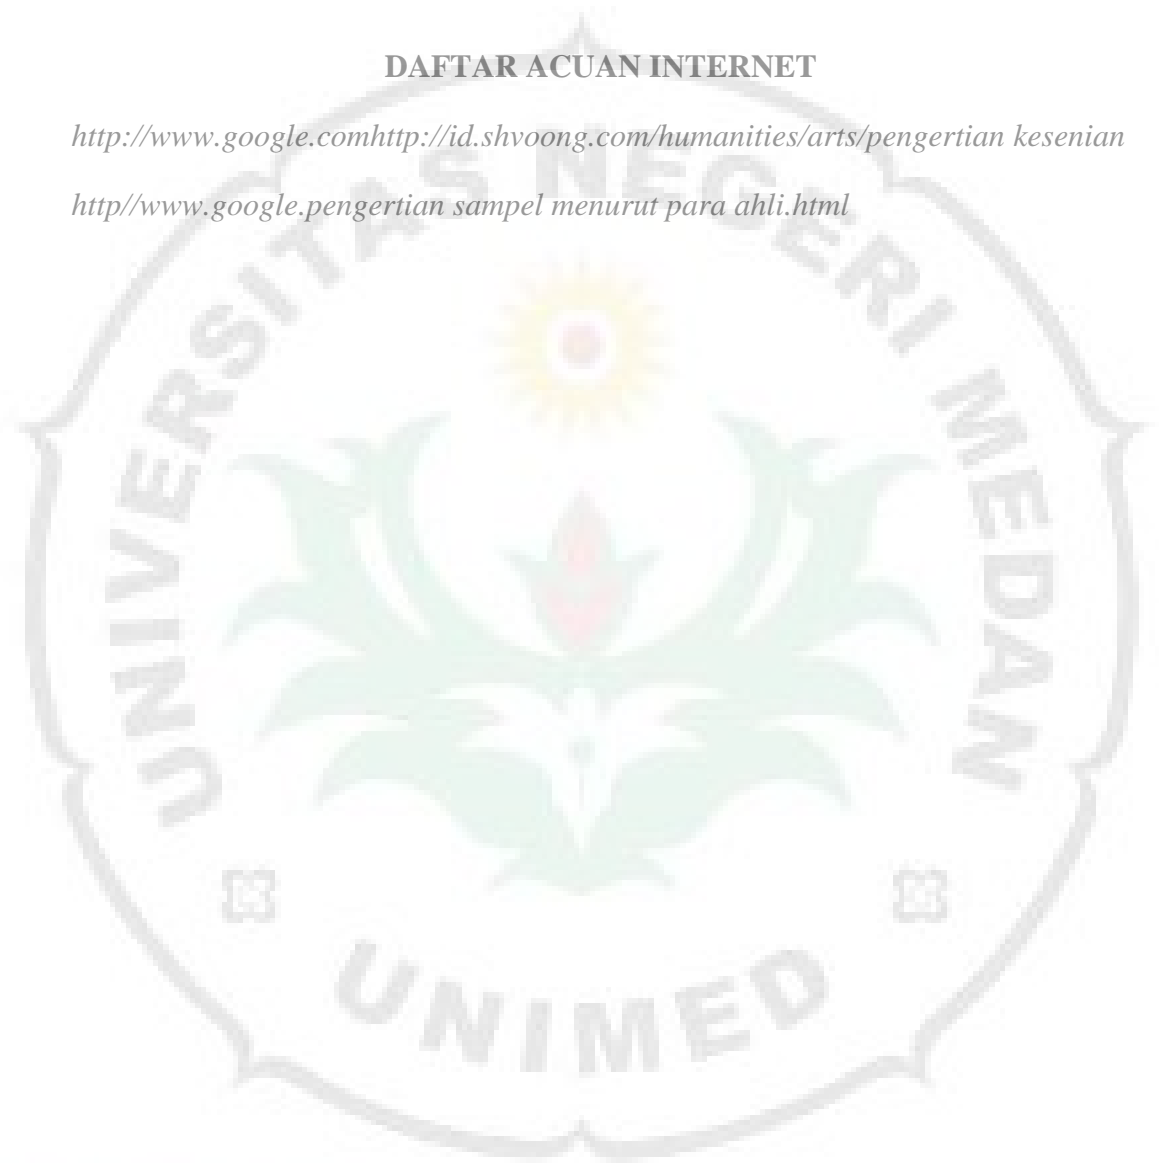 DAFTAR ACUAN INTERNET
http://www.google.comhttp://id.shvoong.com/humanities/arts/pengertian kesenian
http//www.google.pengertian sampel menurut para ahli.html
UNIVERSITAS NEGERI MEDAN
UNIMED